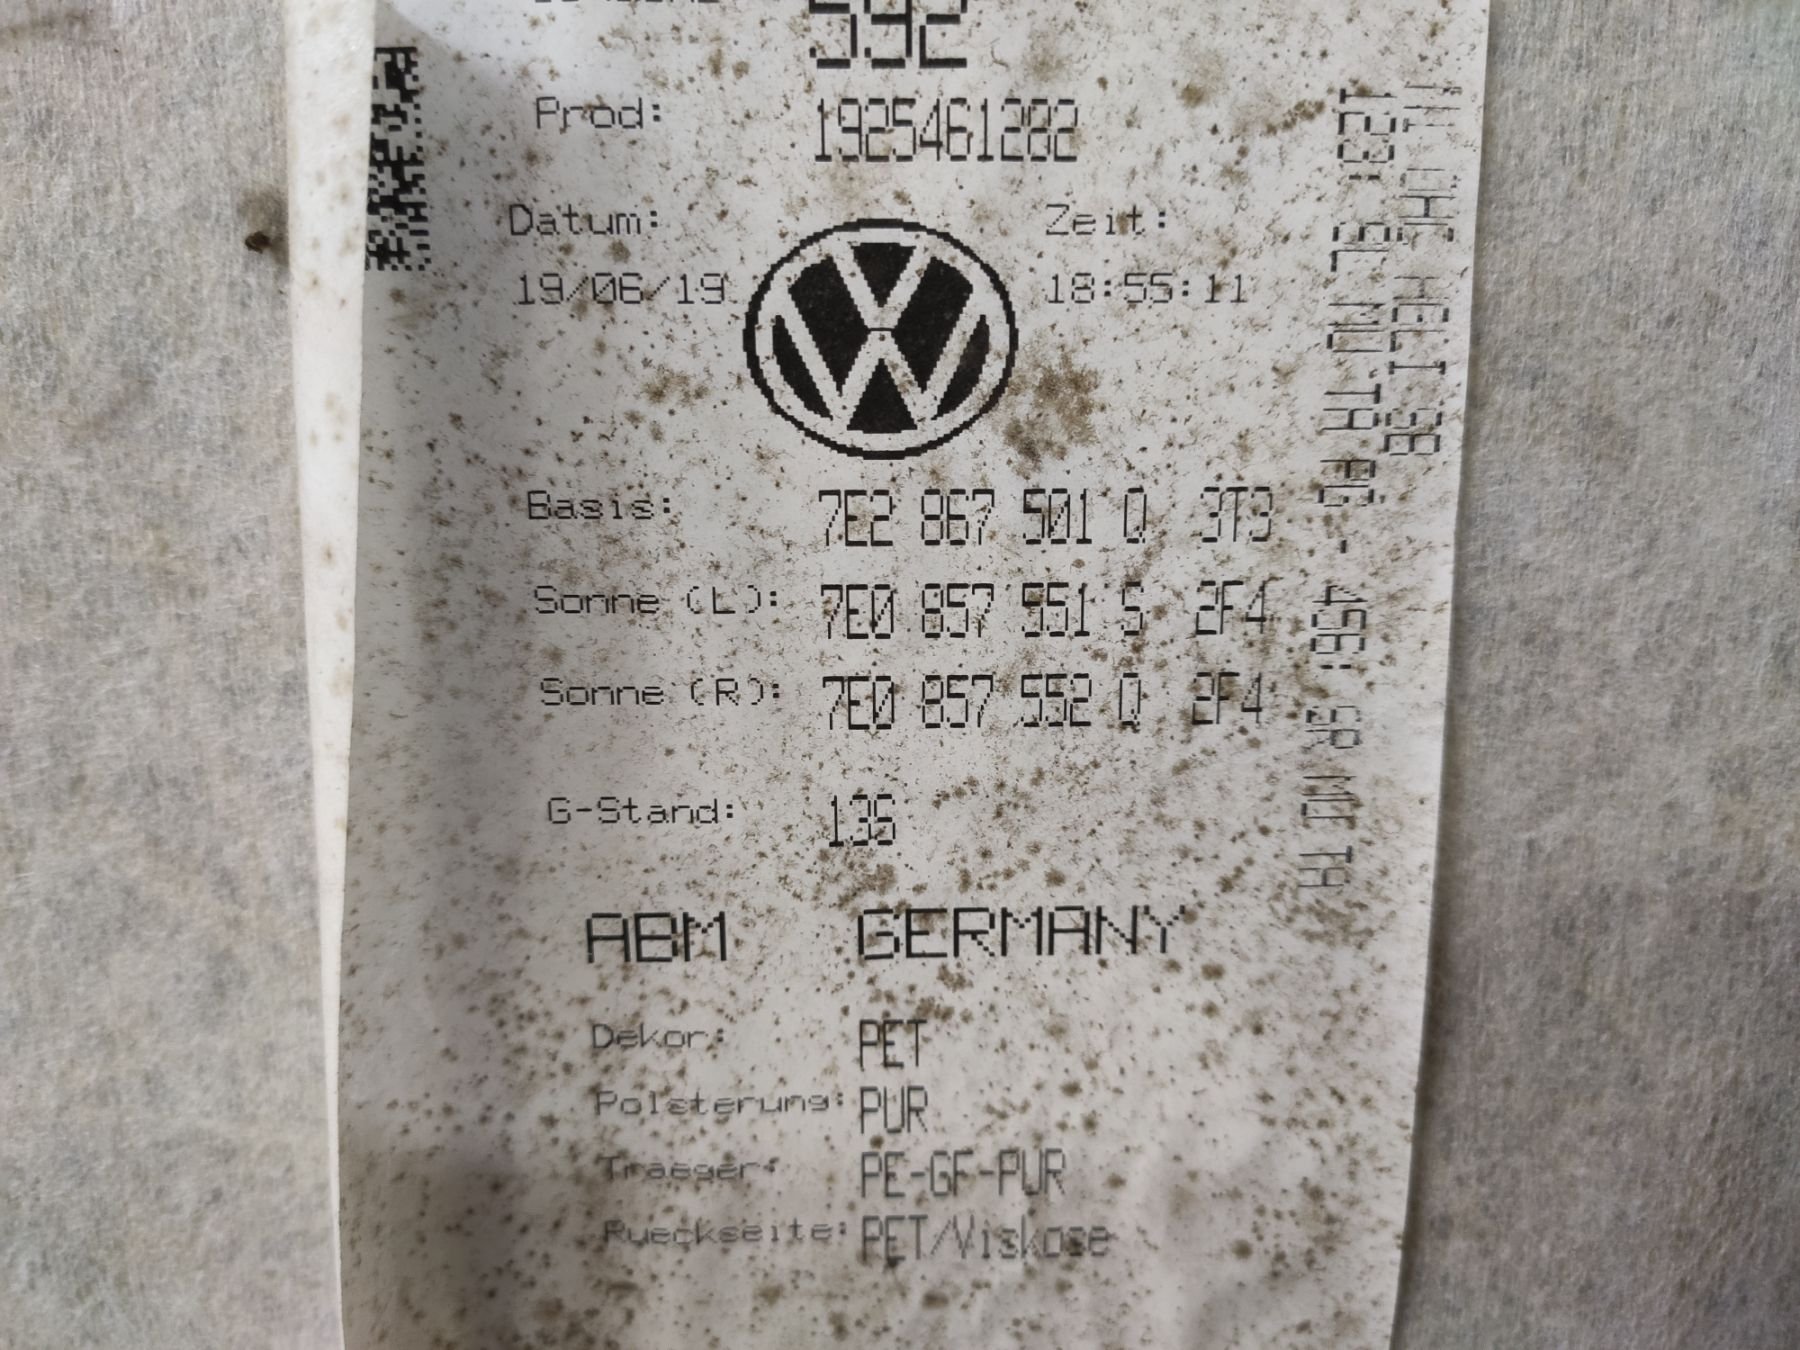 592
Prod: 1925461282
Datum: Zeit:
19/06/19 18:55:11
Basis: 7E2 867 501 Q 3T3
Sonne (L): 7E0 857 551 S 2F4
Sonne (R): 7E0 857 552 Q 2F4
G-Stand: 13S
ABM GERMANY
Dekor: PET
Polsterung: PUR
Traeger: PE-GF-PUR
Rueckseite: PET/Viskose